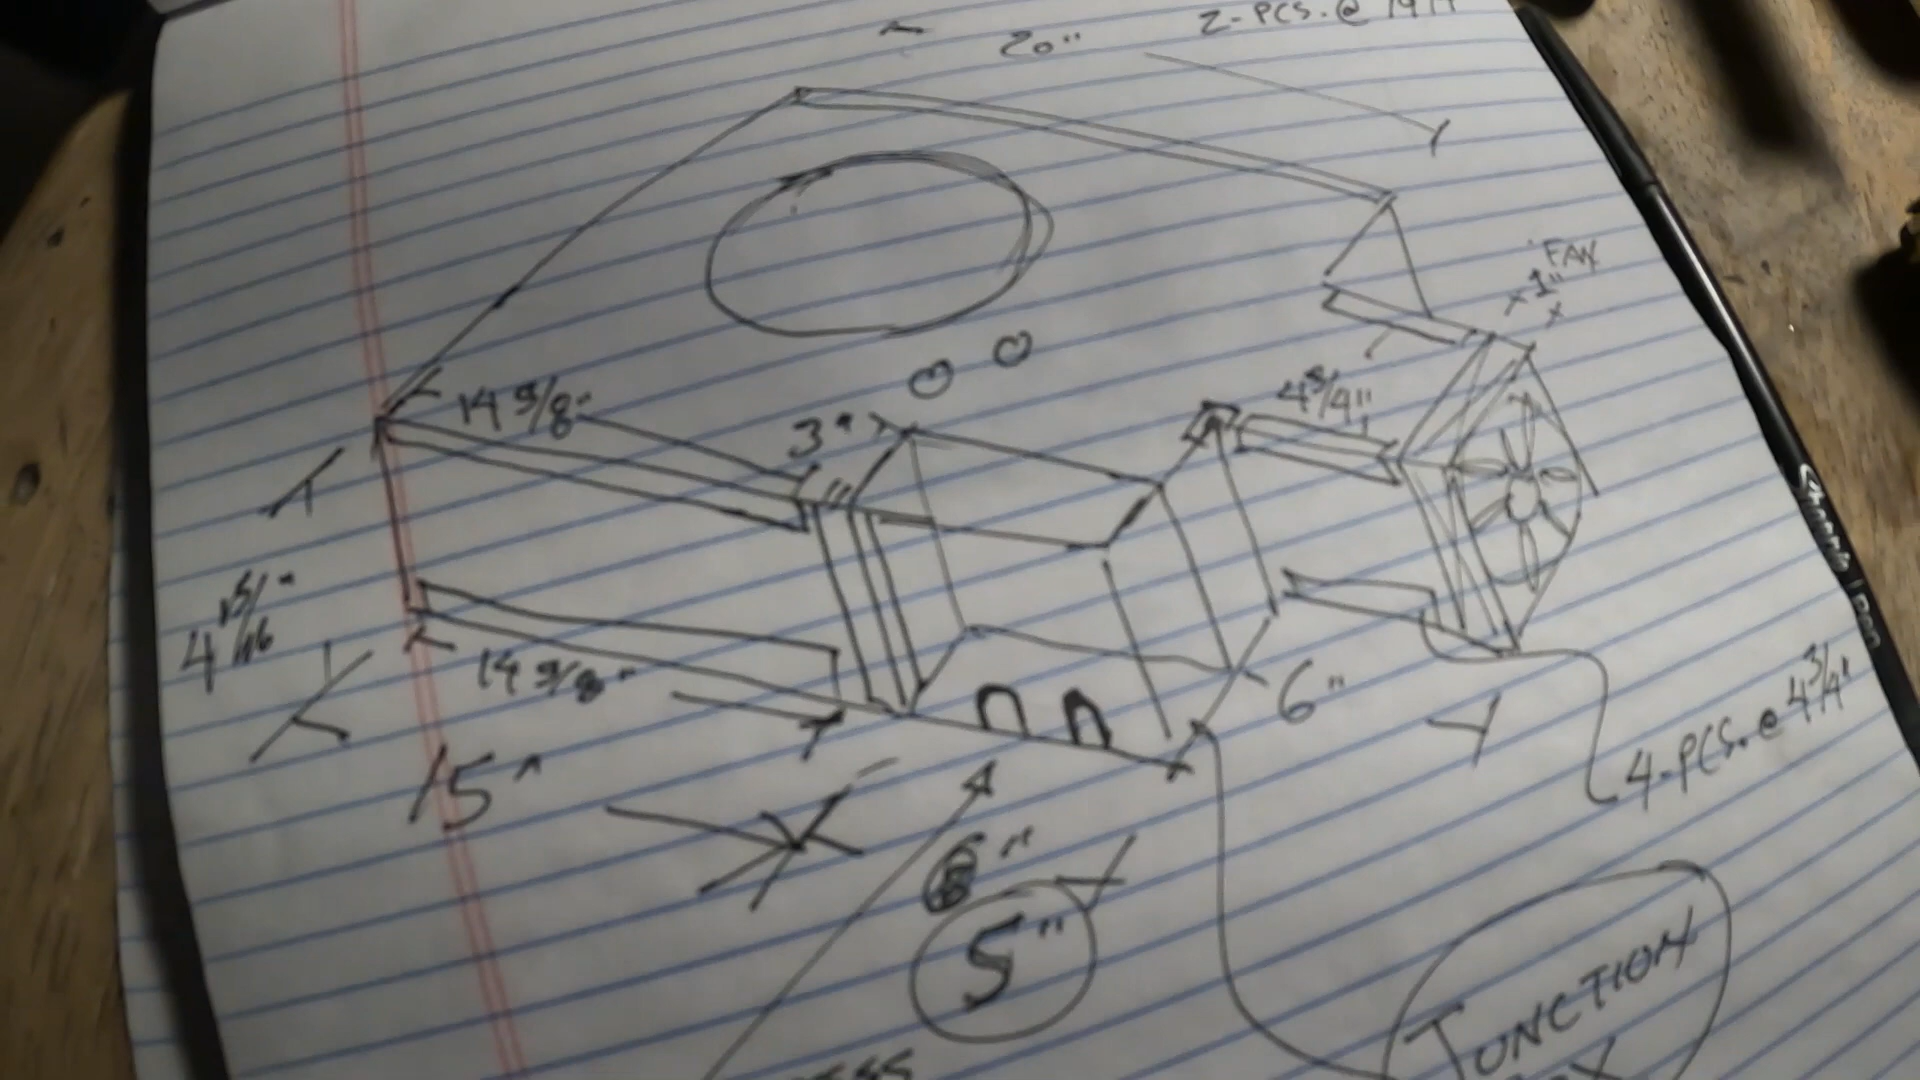 20"
2-PCS. @
FAN
1"
14 5/8"
3"
4 3/4"
4 15/16"
14 5/8"
15"
6"
4-PCS. @ 4 3/4"
6"
5"
JUNCTION